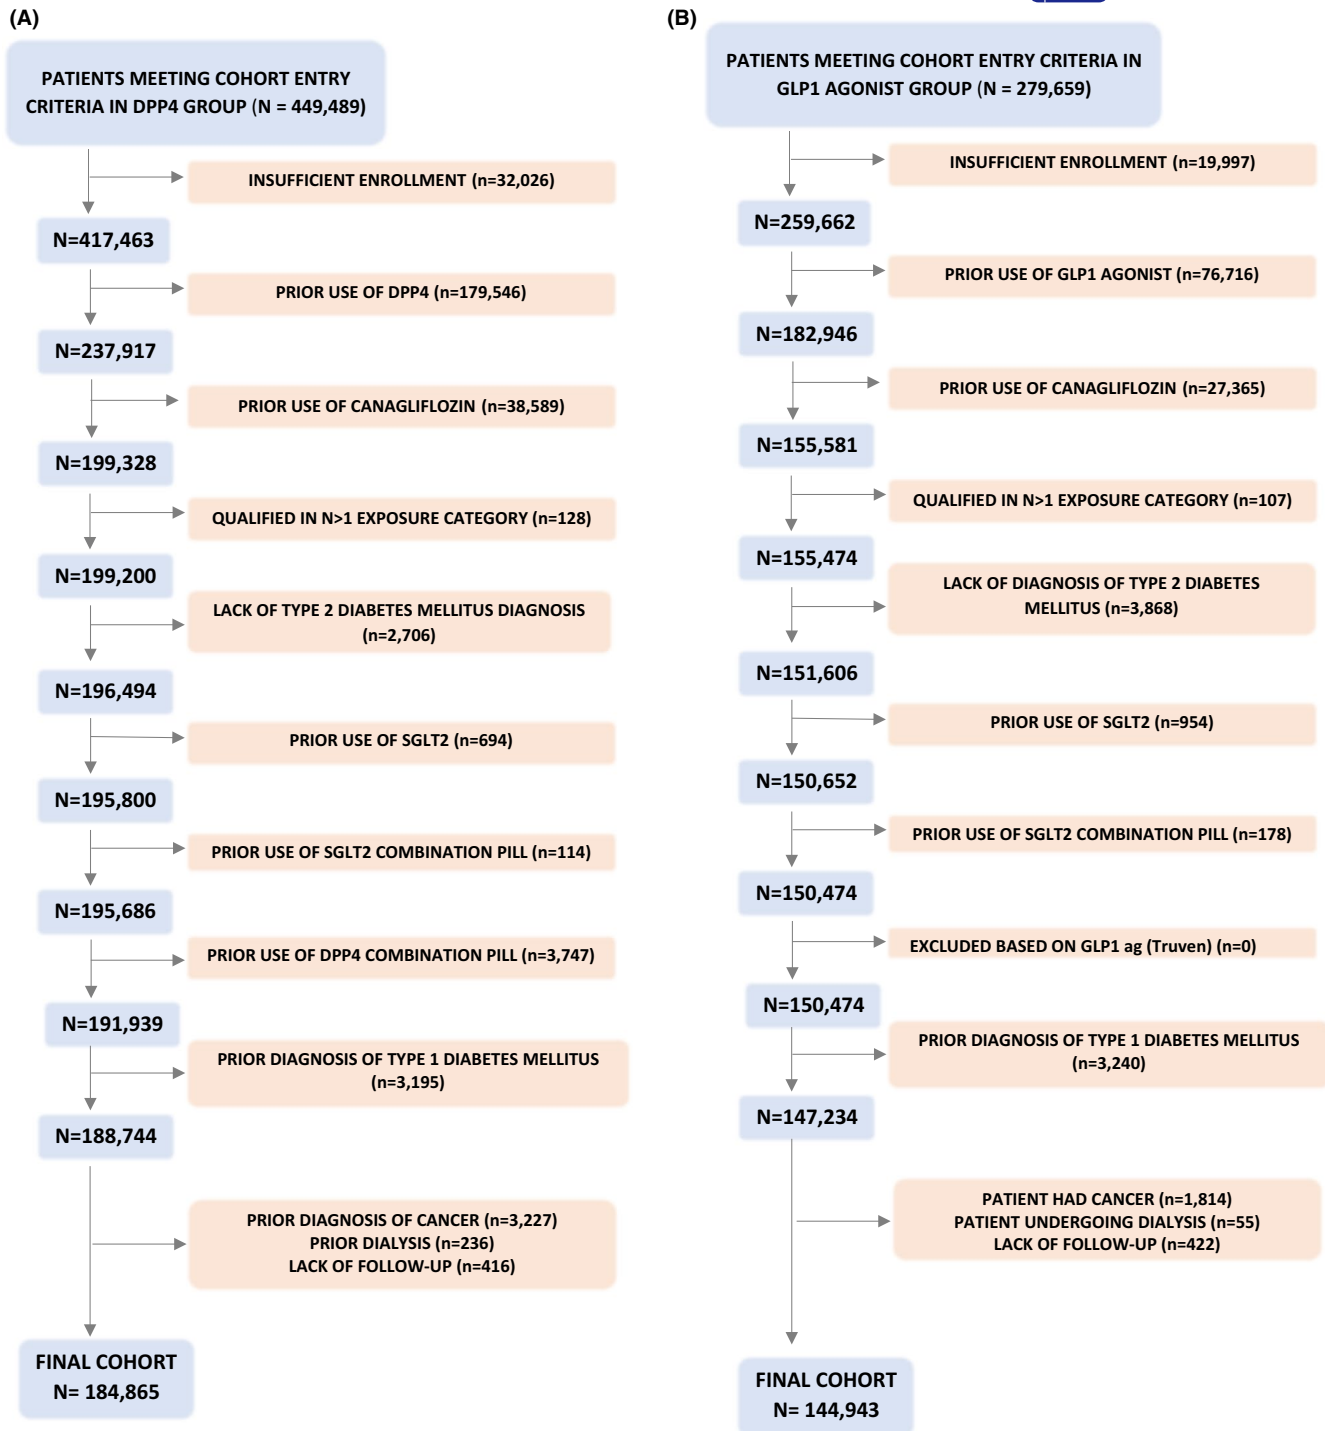 (A)
PATIENTS MEETING COHORT ENTRY
CRITERIA IN DPP4 GROUP (N = 449,489)
INSUFFICIENT ENROLLMENT (n=32,026)
N=417,463
PRIOR USE OF DPP4 (n=179,546)
N=237,917
PRIOR USE OF CANAGLIFLOZIN (n=38,589)
N=199,328
QUALIFIED IN N>1 EXPOSURE CATEGORY (n=128)
N=199,200
LACK OF TYPE 2 DIABETES MELLITUS DIAGNOSIS
(n=2,706)
N=196,494
PRIOR USE OF SGLT2 (n=694)
N=195,800
PRIOR USE OF SGLT2 COMBINATION PILL (n=114)
N=195,686
PRIOR USE OF DPP4 COMBINATION PILL (n=3,747)
N=191,939
PRIOR DIAGNOSIS OF TYPE 1 DIABETES MELLITUS
(n=3,195)
N=188,744
PRIOR DIAGNOSIS OF CANCER (n=3,227)
PRIOR DIALYSIS (n=236)
LACK OF FOLLOW-UP (n=416)
FINAL COHORT
N= 184,865
(B)
PATIENTS MEETING COHORT ENTRY CRITERIA IN
GLP1 AGONIST GROUP (N = 279,659)
INSUFFICIENT ENROLLMENT (n=19,997)
N=259,662
PRIOR USE OF GLP1 AGONIST (n=76,716)
N=182,946
PRIOR USE OF CANAGLIFLOZIN (n=27,365)
N=155,581
QUALIFIED IN N>1 EXPOSURE CATEGORY (n=107)
N=155,474
LACK OF DIAGNOSIS OF TYPE 2 DIABETES
MELLITUS (n=3,868)
N=151,606
PRIOR USE OF SGLT2 (n=954)
N=150,652
PRIOR USE OF SGLT2 COMBINATION PILL (n=178)
N=150,474
EXCLUDED BASED ON GLP1 ag (Truven) (n=0)
N=150,474
PRIOR DIAGNOSIS OF TYPE 1 DIABETES MELLITUS
(n=3,240)
N=147,234
PATIENT HAD CANCER (n=1,814)
PATIENT UNDERGOING DIALYSIS (n=55)
LACK OF FOLLOW-UP (n=422)
FINAL COHORT
N= 144,943